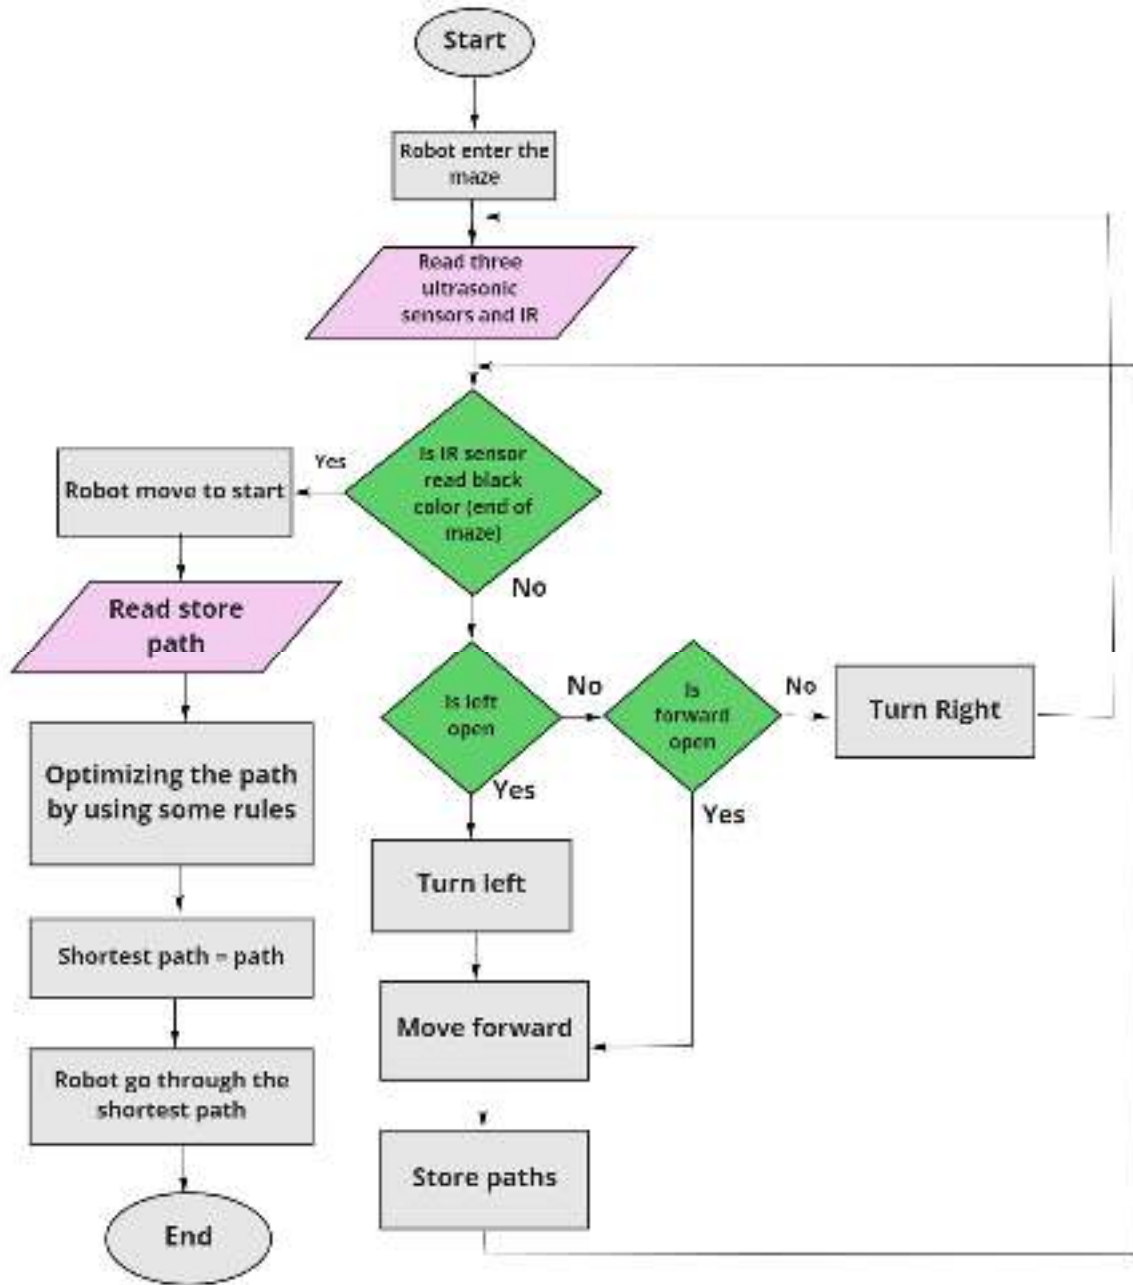 Start
Robot enter the
maze
Read three
ultrasonic
sensors and IR
Is IR sensor
read black
color (end of
maze)
Yes
Robot move to start
No
Read store
path
Is left
open
No
Is
forward
open
No
Turn Right
Yes
Yes
Optimizing the path
by using some rules
Turn left
Shortest path = path
Move forward
Robot go through the
shortest path
Store paths
End